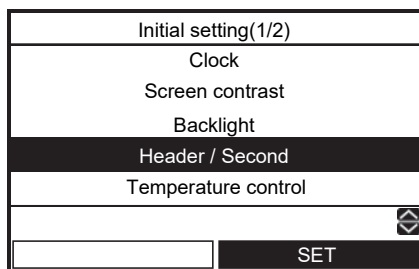 Initial setting(1/2)
Clock
Screen contrast
Backlight
Header / Second
Temperature control
SET